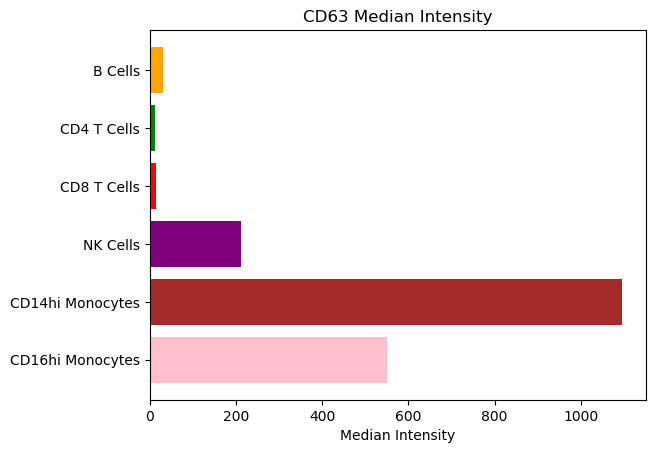 CD63 Median Intensity
B Cells
CD4 T Cells
CD8 T Cells
NK Cells
CD14hi Monocytes
CD16hi Monocytes
0 200 400 600 800 1000
Median Intensity